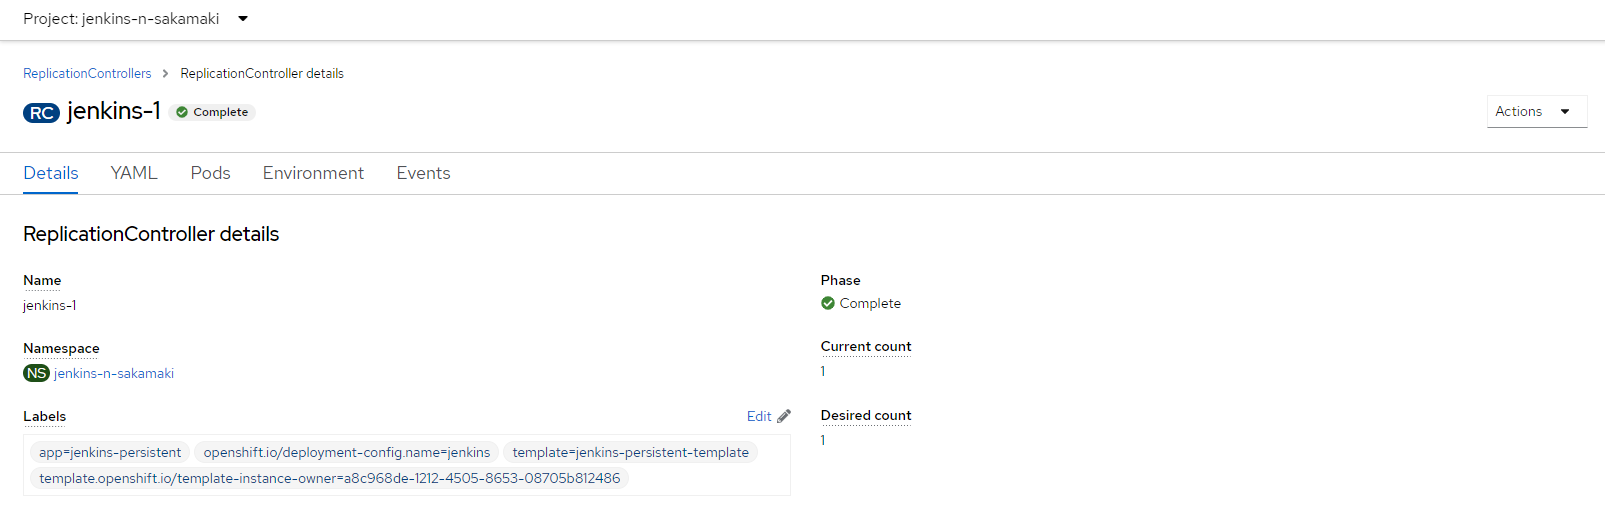 Project: jenkins-n-sakamaki
ReplicationControllers > ReplicationController details
RC jenkins-1 Complete
Actions
Details YAML Pods Environment Events
ReplicationController details
Name
jenkins-1
Namespace
NS jenkins-n-sakamaki
Labels Edit
app=jenkins-persistent openshift.io/deployment-config.name=jenkins template=jenkins-persistent-template
template.openshift.io/template-instance-owner=a8c968de-1212-4505-8653-08705b812486
Phase
Complete
Current count
1
Desired count
1